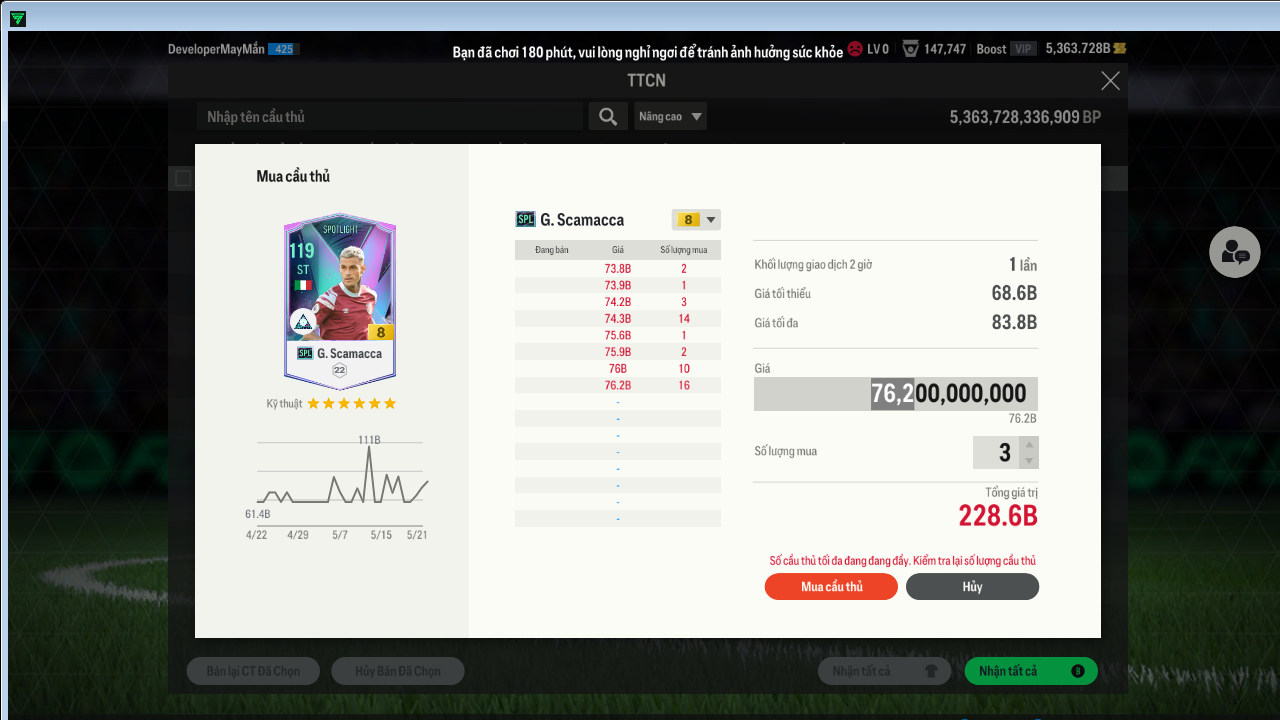 DeveloperMayMắn 425
Bạn đã chơi 180 phút, vui lòng nghỉ ngơi để tránh ảnh hưởng sức khỏe
LV 0 147,747 Boost VIP 5,363.728B
TTCN
Nhập tên cầu thủ
Nâng cao
5,363,728,336,909 BP
Mua cầu thủ
SPOTLIGHT
119
ST
8
SPL G. Scamacca
22
Kỹ thuật
111B
61.4B
4/22 4/29 5/7 5/15 5/21
SPL G. Scamacca 8
Đang bán Giá Số lượng mua
73.8B 2
73.9B 1
74.2B 3
74.3B 14
75.6B 1
75.9B 2
76B 10
76.2B 16
-
-
-
-
-
-
-
-
Khối lượng giao dịch 2 giờ 1 lần
Giá tối thiểu 68.6B
Giá tối đa 83.8B
Giá
76,200,000,000
76.2B
Số lượng mua 3
Tổng giá trị
228.6B
Số cầu thủ tối đa đang đang đầy. Kiểm tra lại số lượng cầu thủ
Mua cầu thủ Hủy
Bán lại CT Đã Chọn Hủy Bán Đã Chọn Nhận tất cả Nhận tất cả 8